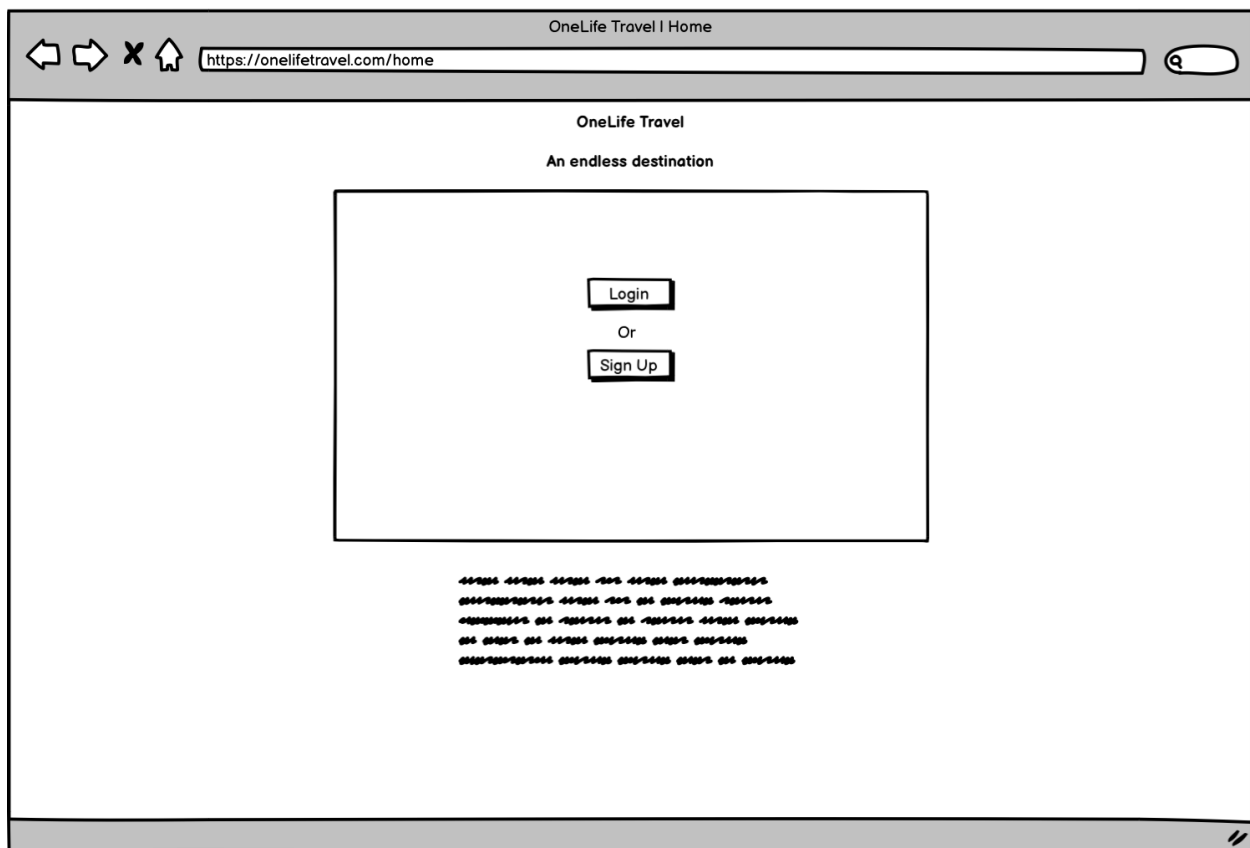 OneLife Travel | Home
https://onelifetravel.com/home
OneLife Travel
An endless destination
Login
Or
Sign Up